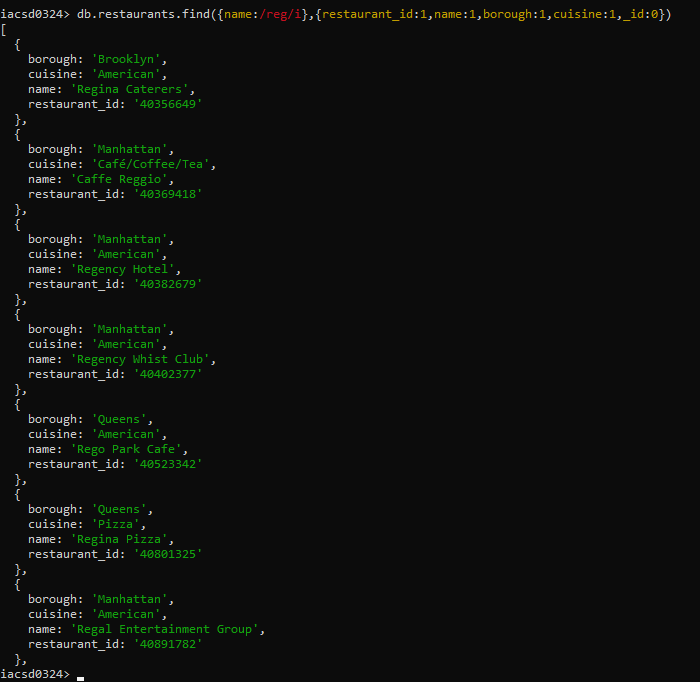 iacsd0324> db.restaurants.find({name:/reg/i},{restaurant_id:1,name:1,borough:1,cuisine:1,_id:0})
[
  {
    borough: 'Brooklyn',
    cuisine: 'American',
    name: 'Regina Caterers',
    restaurant_id: '40356649'
  },
  {
    borough: 'Manhattan',
    cuisine: 'Café/Coffee/Tea',
    name: 'Caffe Reggio',
    restaurant_id: '40369418'
  },
  {
    borough: 'Manhattan',
    cuisine: 'American',
    name: 'Regency Hotel',
    restaurant_id: '40382679'
  },
  {
    borough: 'Manhattan',
    cuisine: 'American',
    name: 'Regency Whist Club',
    restaurant_id: '40402377'
  },
  {
    borough: 'Queens',
    cuisine: 'American',
    name: 'Rego Park Cafe',
    restaurant_id: '40523342'
  },
  {
    borough: 'Queens',
    cuisine: 'Pizza',
    name: 'Regina Pizza',
    restaurant_id: '40801325'
  },
  {
    borough: 'Manhattan',
    cuisine: 'American',
    name: 'Regal Entertainment Group',
    restaurant_id: '40891782'
  },
iacsd0324>